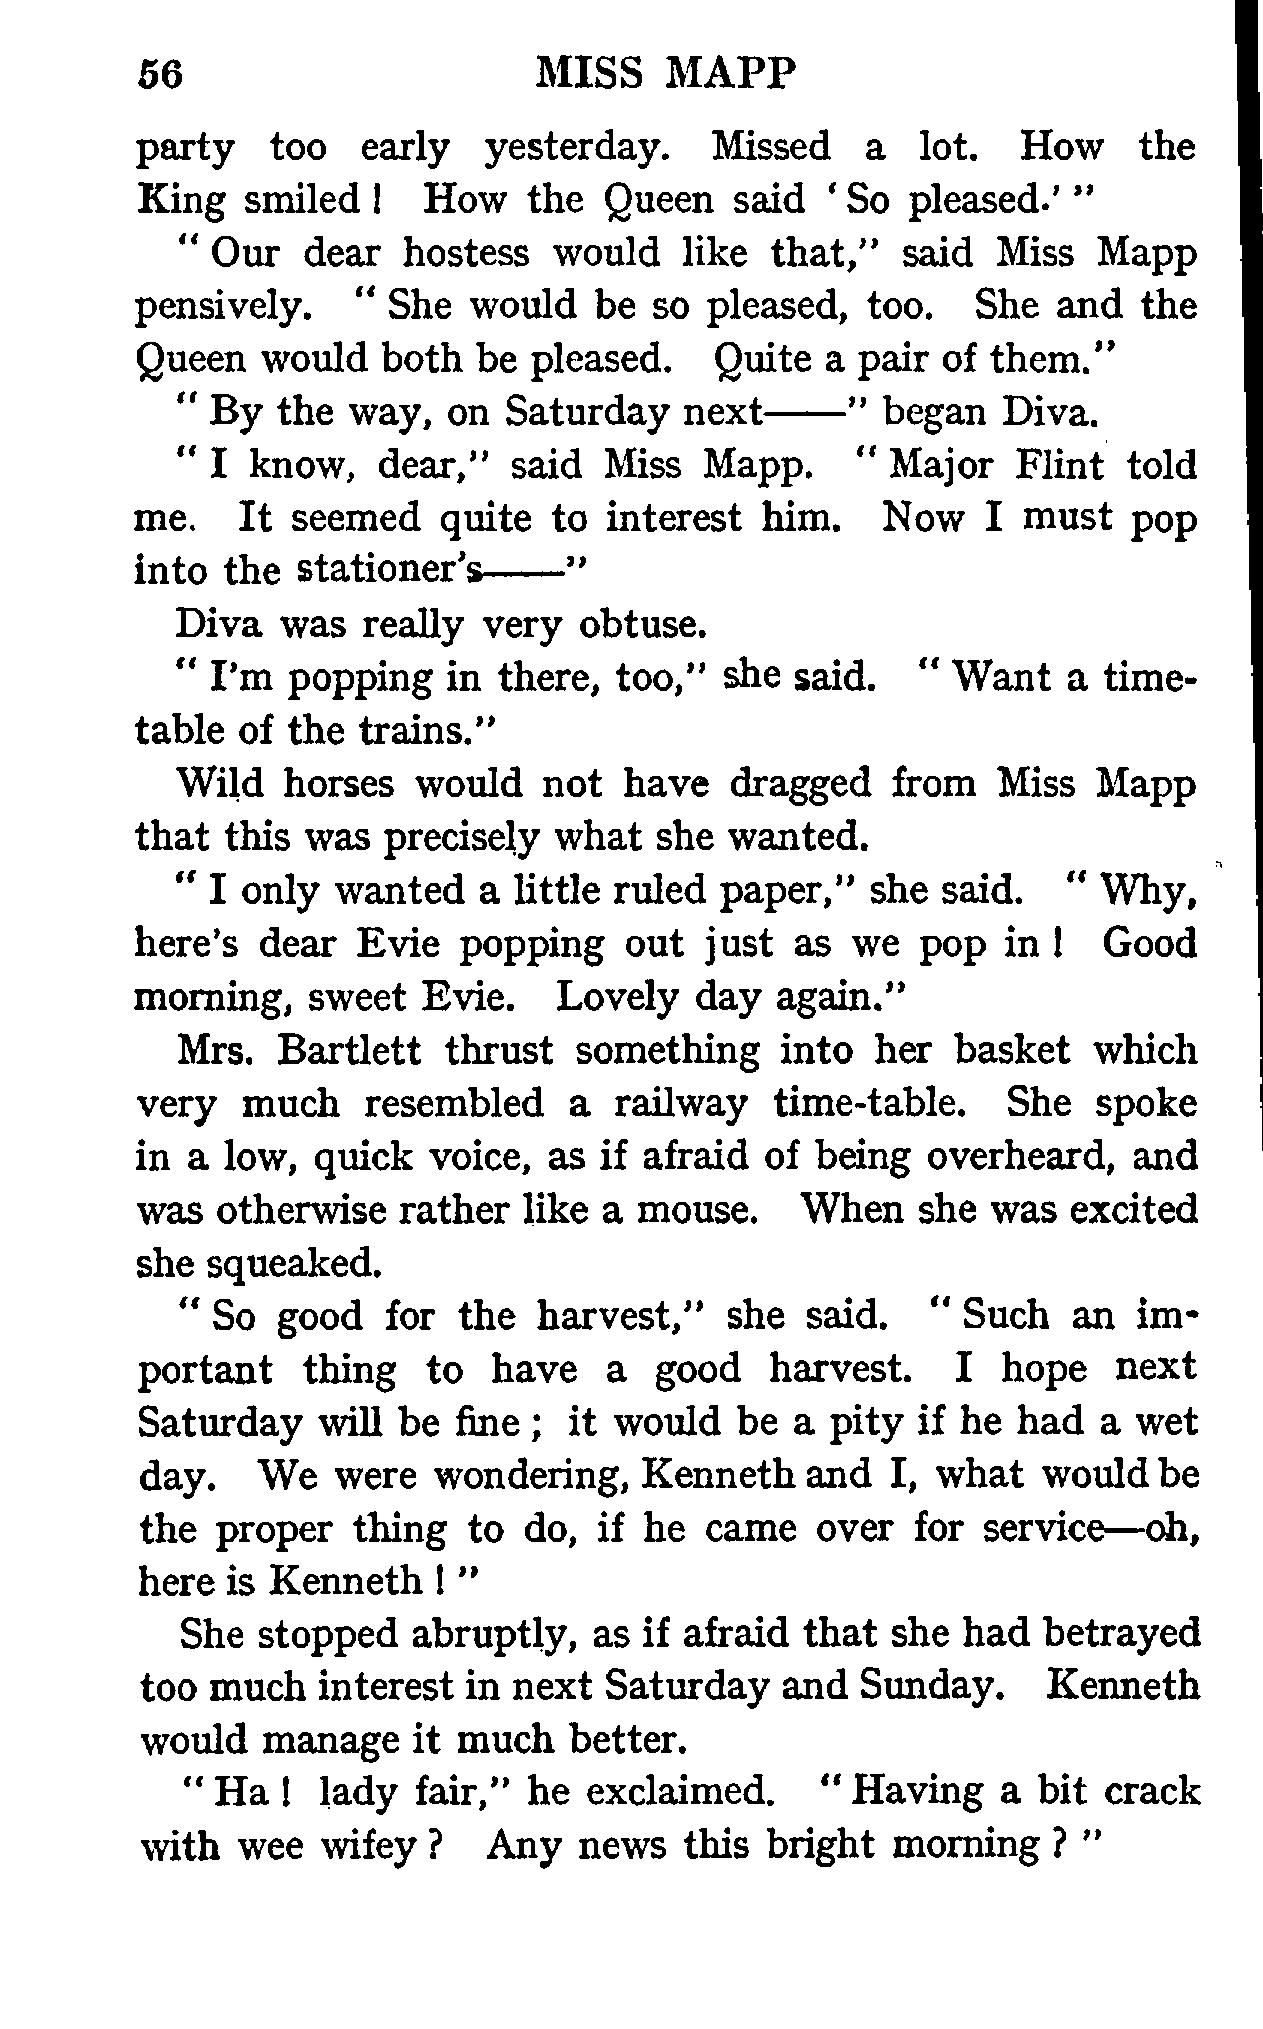 56 MISS MAPP
party too early yesterday. Missed a lot. How the
King smiled ! How the Queen said ‘ So pleased.’ ”
“ Our dear hostess would like that,” said Miss Mapp
pensively. “ She would be so pleased, too. She and the
Queen would both be pleased. Quite a pair of them.”
“ By the way, on Saturday next——” began Diva.
“ I know, dear,” said Miss Mapp. “ Major Flint told
me. It seemed quite to interest him. Now I must pop
into the stationer’s——”
Diva was really very obtuse.
“ I’m popping in there, too,” she said. “ Want a time-
table of the trains.”
Wild horses would not have dragged from Miss Mapp
that this was precisely what she wanted.
“ I only wanted a little ruled paper,” she said. “ Why,
here’s dear Evie popping out just as we pop in ! Good
morning, sweet Evie. Lovely day again.”
Mrs. Bartlett thrust something into her basket which
very much resembled a railway time-table. She spoke
in a low, quick voice, as if afraid of being overheard, and
was otherwise rather like a mouse. When she was excited
she squeaked.
“ So good for the harvest,” she said. “ Such an im-
portant thing to have a good harvest. I hope next
Saturday will be fine ; it would be a pity if he had a wet
day. We were wondering, Kenneth and I, what would be
the proper thing to do, if he came over for service—oh,
here is Kenneth ! ”
She stopped abruptly, as if afraid that she had betrayed
too much interest in next Saturday and Sunday. Kenneth
would manage it much better.
“ Ha ! lady fair,” he exclaimed. “ Having a bit crack
with wee wifey ? Any news this bright morning ? ”